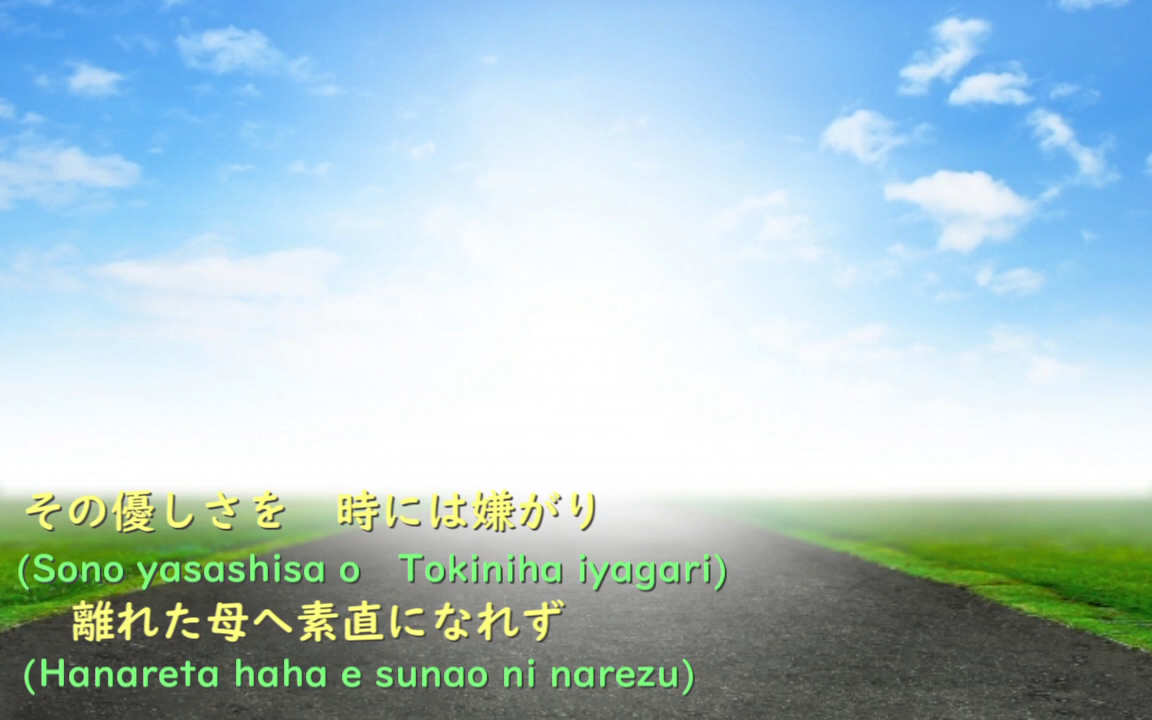 その優しさを　時には嫌がり
(Sono yasashisa o　Tokiniha iyagari)
離れた母へ素直になれず
(Hanareta haha e sunao ni narezu)